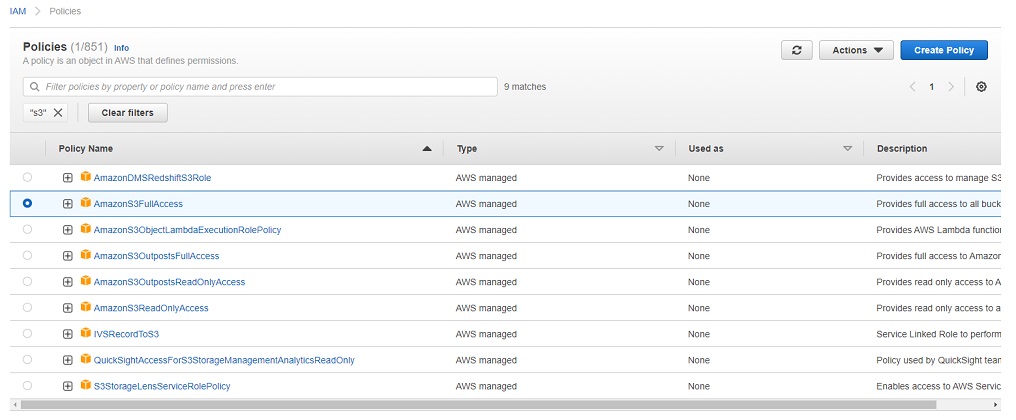 IAM > Policies
Policies (1/851) Info
A policy is an object in AWS that defines permissions.
Actions
Create Policy
Filter policies by property or policy name and press enter
9 matches
1
"s3"
Clear filters
Policy Name Type Used as Description
AmazonDMSRedshiftS3Role AWS managed None Provides access to manage S3
AmazonS3FullAccess AWS managed None Provides full access to all buck
AmazonS3ObjectLambdaExecutionRolePolicy AWS managed None Provides AWS Lambda functio
AmazonS3OutpostsFullAccess AWS managed None Provides full access to Amazor
AmazonS3OutpostsReadOnlyAccess AWS managed None Provides read only access to A
AmazonS3ReadOnlyAccess AWS managed None Provides read only access to a
IVSRecordToS3 AWS managed None Service Linked Role to perform
QuickSightAccessForS3StorageManagementAnalyticsReadOnly AWS managed None Policy used by QuickSight tean
S3StorageLensServiceRolePolicy AWS managed None Enables access to AWS Servic